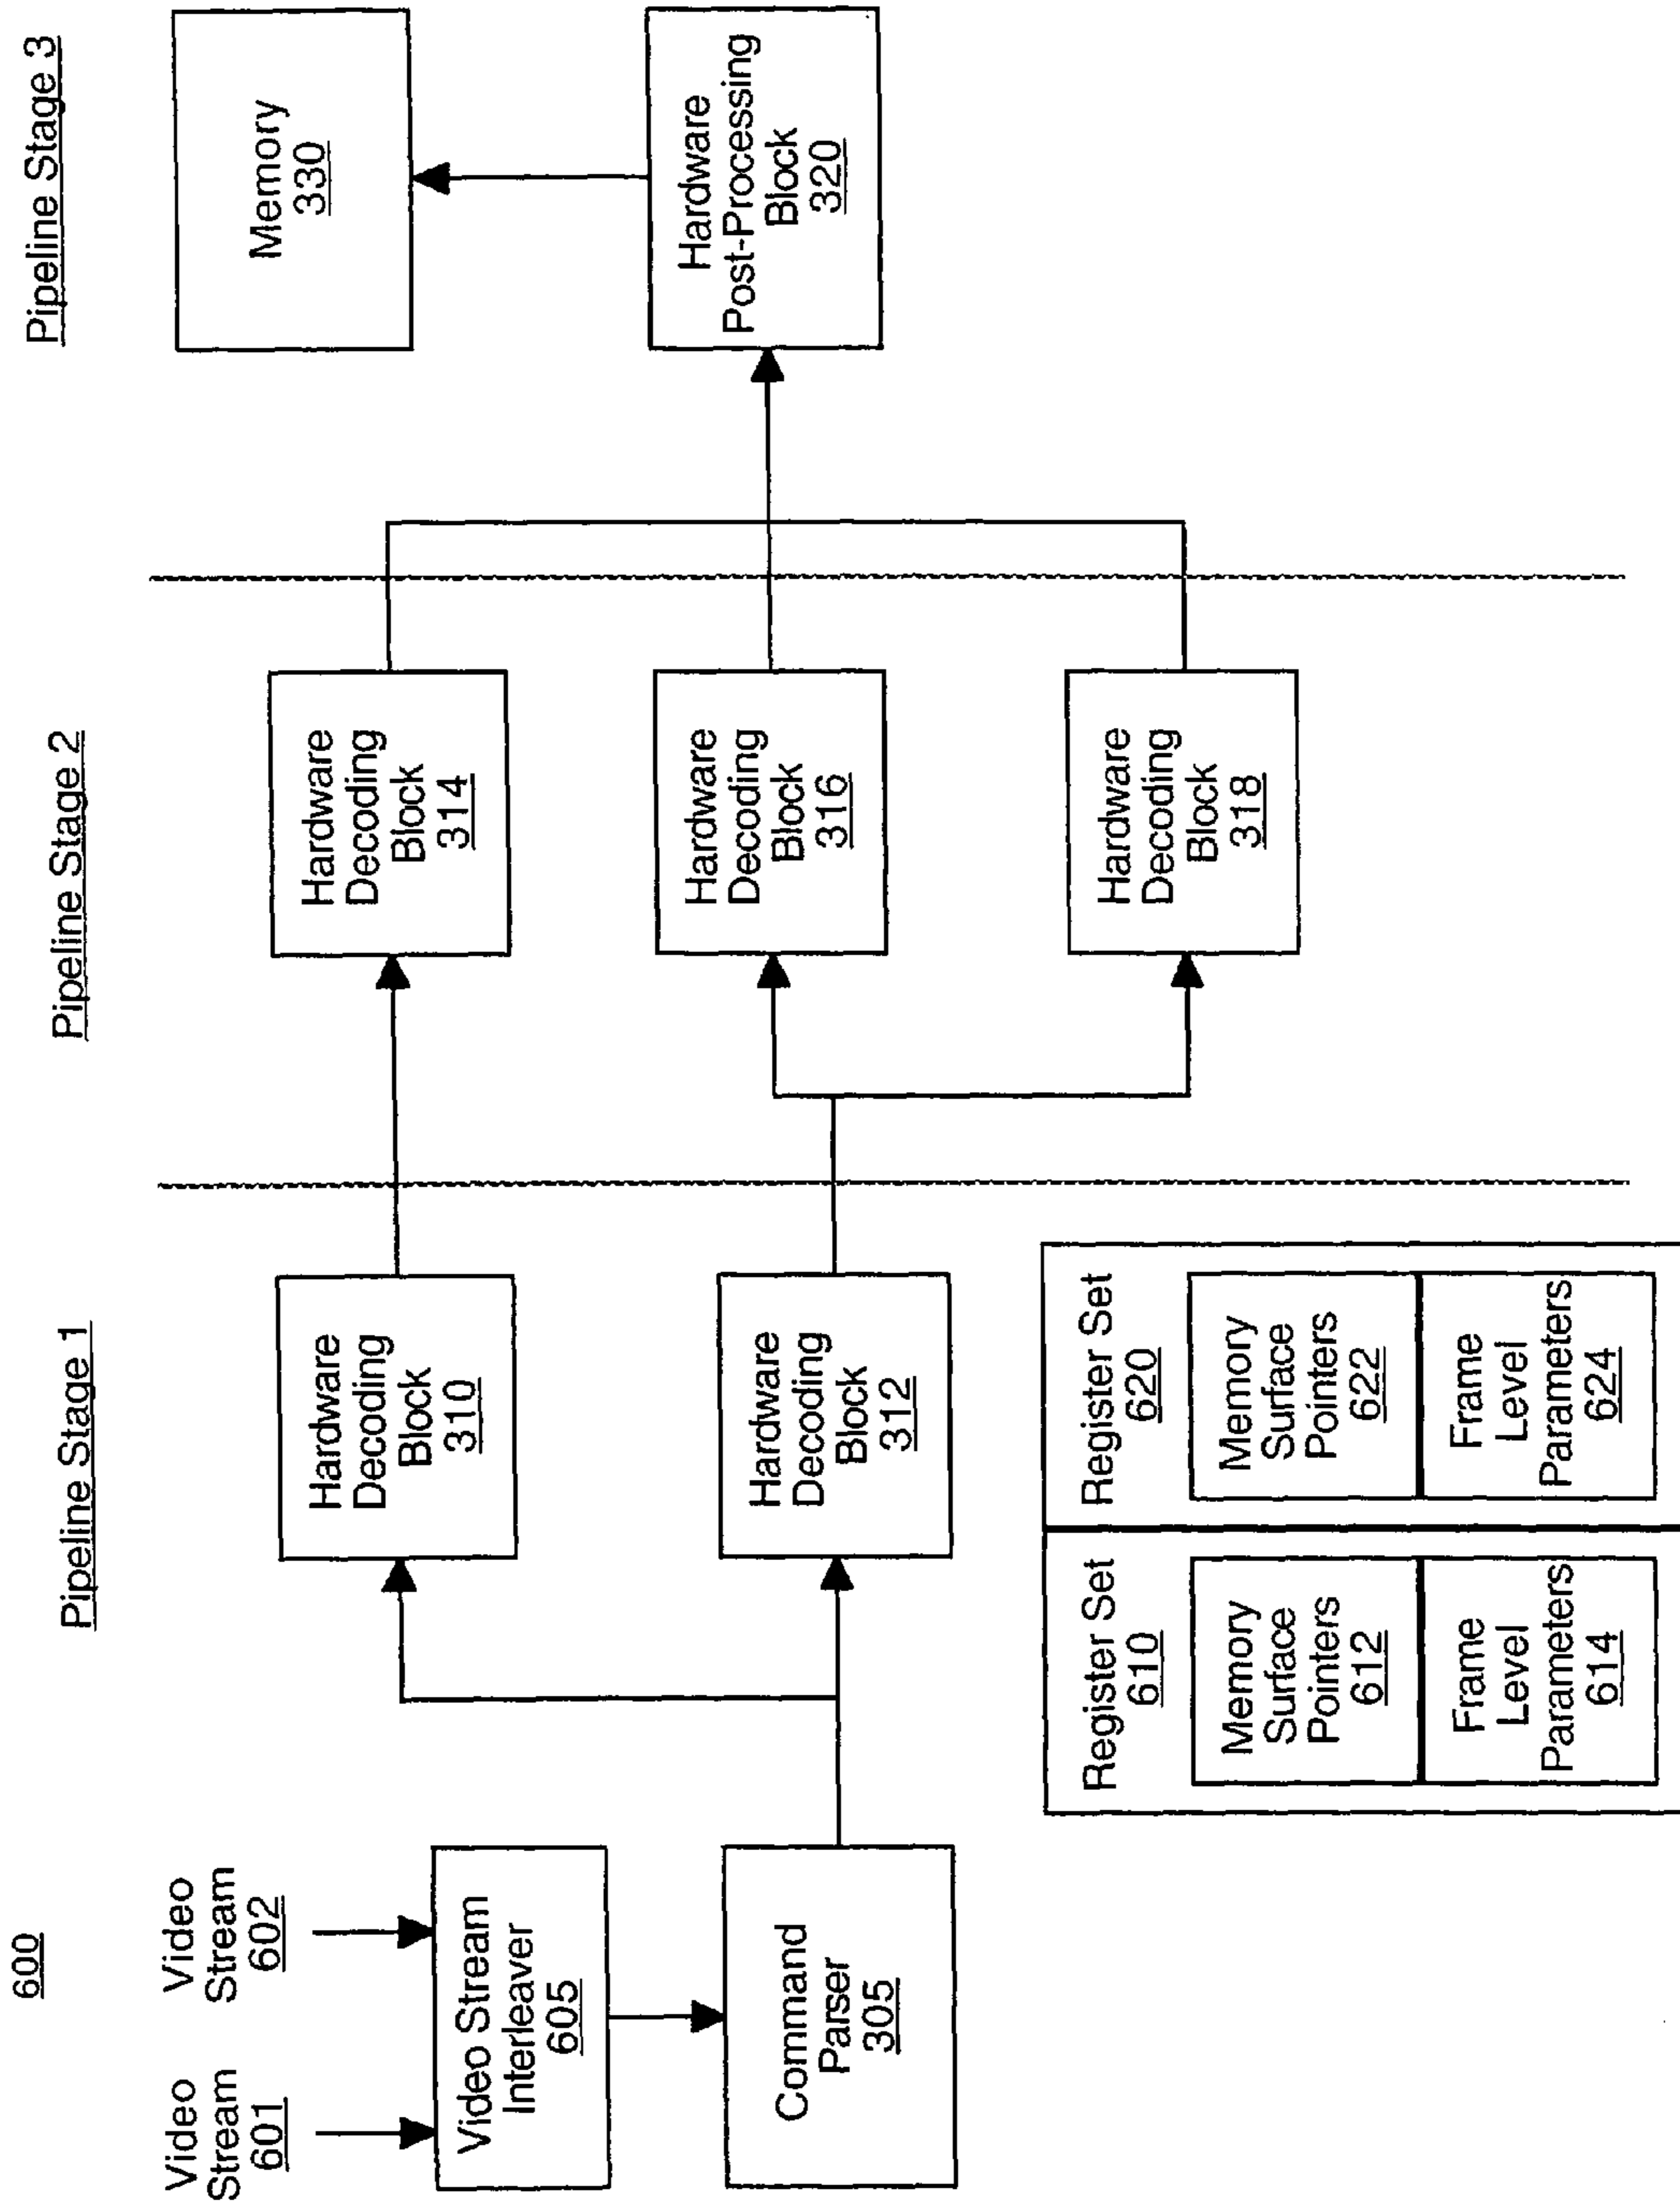 600
Pipeline Stage 1
Pipeline Stage 2
Pipeline Stage 3
Video
Stream
601
Video
Stream
602
Video Stream
Interleaver
605
Command
Parser
305
Hardware
Decoding
Block
310
Hardware
Decoding
Block
312
Hardware
Decoding
Block
314
Hardware
Decoding
Block
316
Hardware
Decoding
Block
318
Memory
330
Hardware
Post-Processing
Block
320
Register Set
610
Memory
Surface
Pointers
612
Frame
Level
Parameters
614
Register Set
620
Memory
Surface
Pointers
622
Frame
Level
Parameters
624